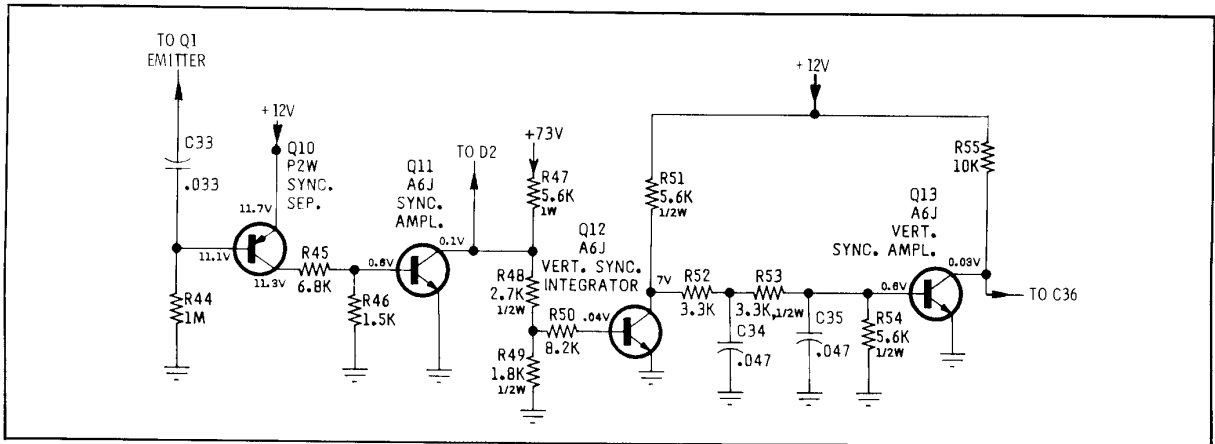 TO Q1
EMITTER
+12V
C33
.033
Q10
P2W
SYNC.
SEP.
11.7V
11.1V
11.3V
R44
1M
R45
6.8K
R46
1.5K
0.6V
Q11
A6J
SYNC.
AMPL.
0.1V
TO D2
+73V
R47
5.6K
1W
R48
2.7K
1/2W
R49
1.8K
1/2W
R50
8.2K
.04V
Q12
A6J
VERT. SYNC.
INTEGRATOR
R51
5.6K
1/2W
7V
+12V
R52
3.3K
R53
3.3K,1/2W
C34
.047
C35
.047
0.6V
R54
5.6K
1/2W
Q13
A6J
VERT.
SYNC. AMPL.
0.03V
R55
10K
TO C36